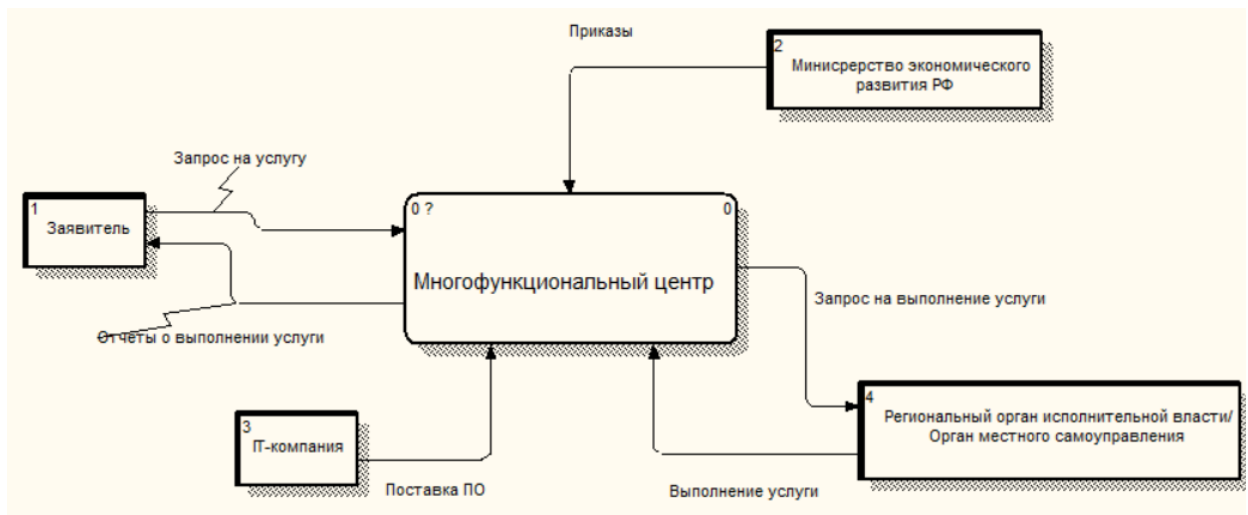 Приказы
2
Минисрерство экономического
развития РФ
Запрос на услугу
1
Заявитель
0 ?
0
Многофункциональный центр
Запрос на выполнение услуги
Отчеты о выполнении услуги
3
IT-компания
4
Региональный орган исполнительной власти/
Орган местного самоуправления
Поставка ПО
Выполнение услуги